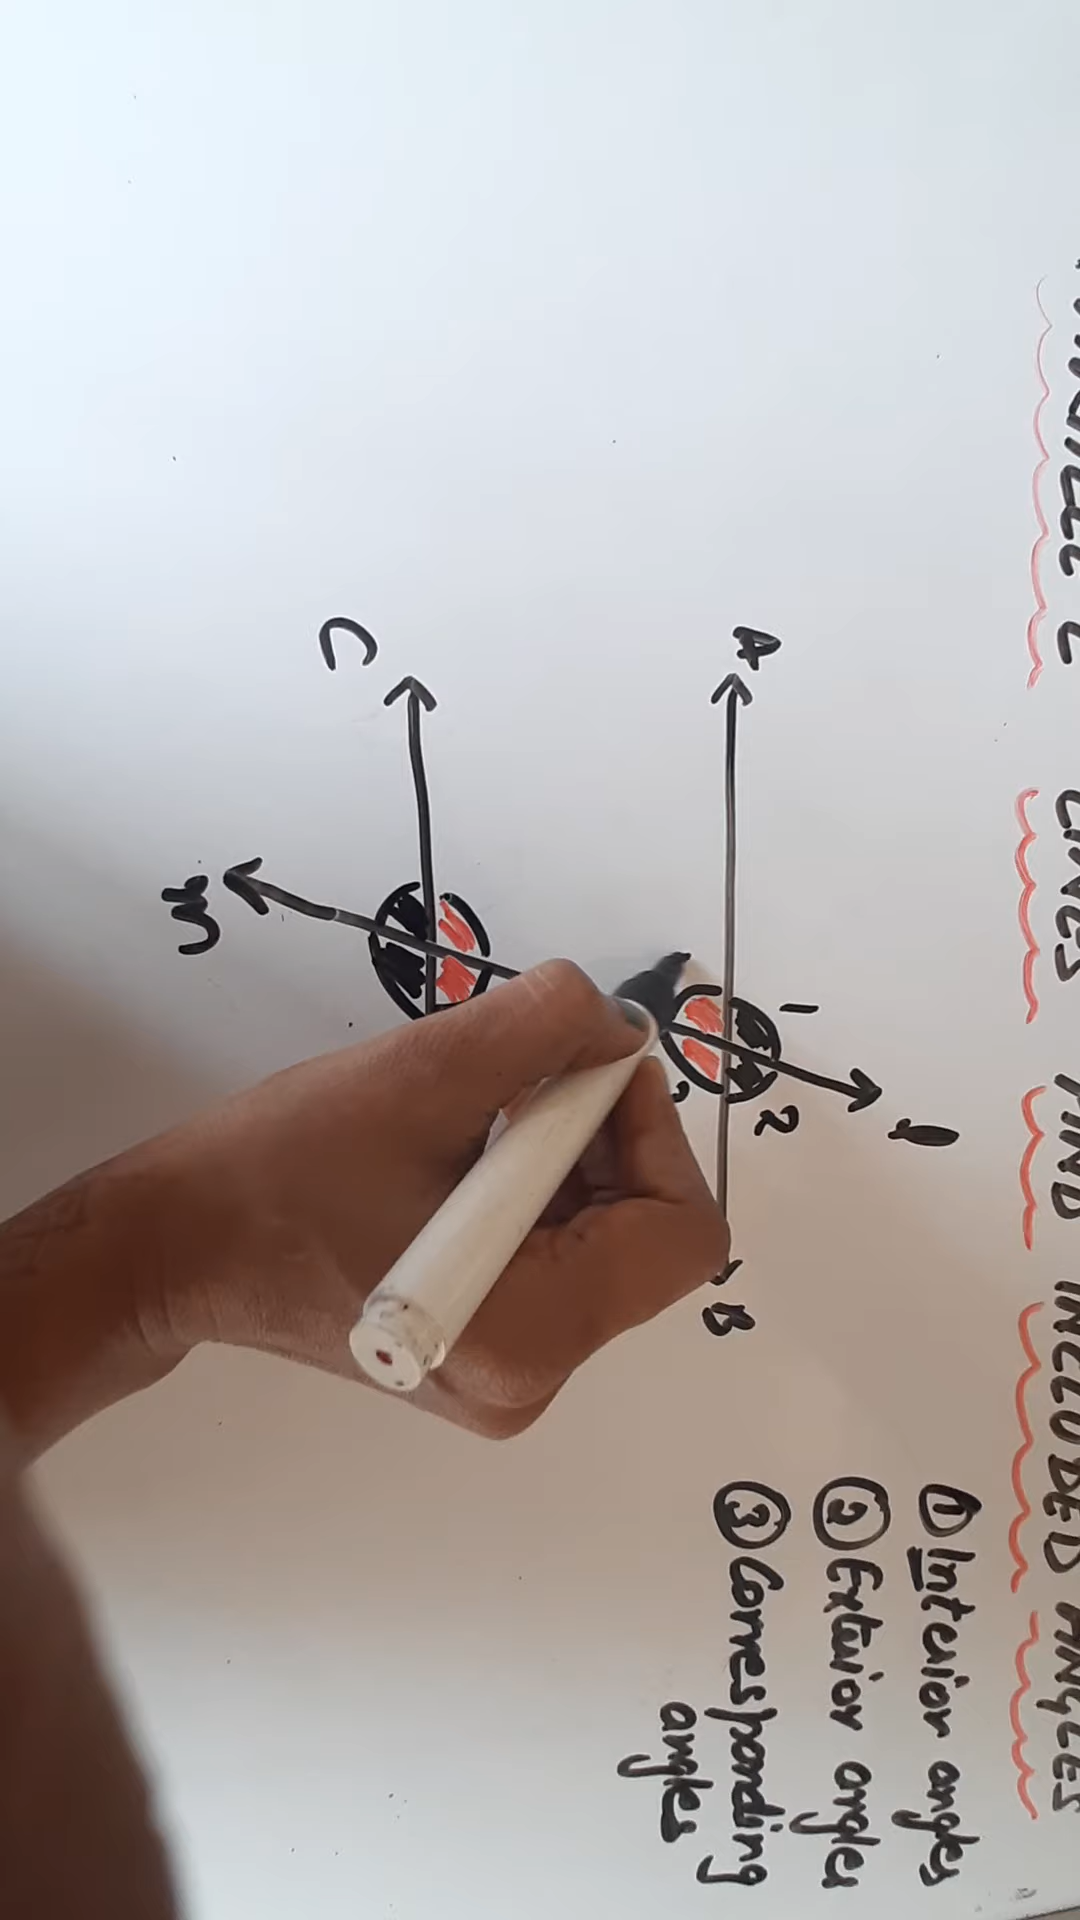 LINES AND INCLUDED ANGLES
① Interior angles
② Exterior angles
③ Corresponding
angles
l
1
2
A
B
C
m